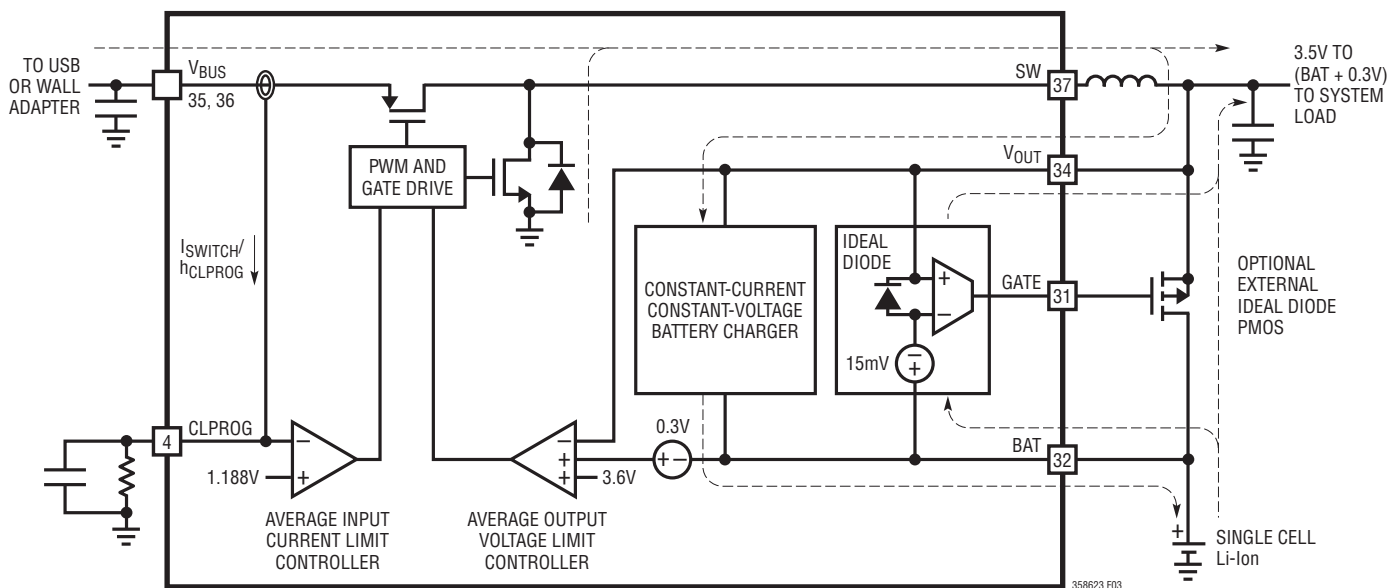 TO USB
OR WALL
ADAPTER
VBUS
35, 36
SW
37
3.5V TO
(BAT + 0.3V)
TO SYSTEM
LOAD
PWM AND
GATE DRIVE
VOUT
34
ISWITCH/
hCLPROG
CONSTANT-CURRENT
CONSTANT-VOLTAGE
BATTERY CHARGER
IDEAL
DIODE
+
−
15mV
−
+
GATE
31
OPTIONAL
EXTERNAL
IDEAL DIODE
PMOS
4
CLPROG
−
+
1.188V
AVERAGE INPUT
CURRENT LIMIT
CONTROLLER
−
+
+
3.6V
AVERAGE OUTPUT
VOLTAGE LIMIT
CONTROLLER
0.3V
+ −
BAT
32
+
SINGLE CELL
Li-Ion
358623 F03